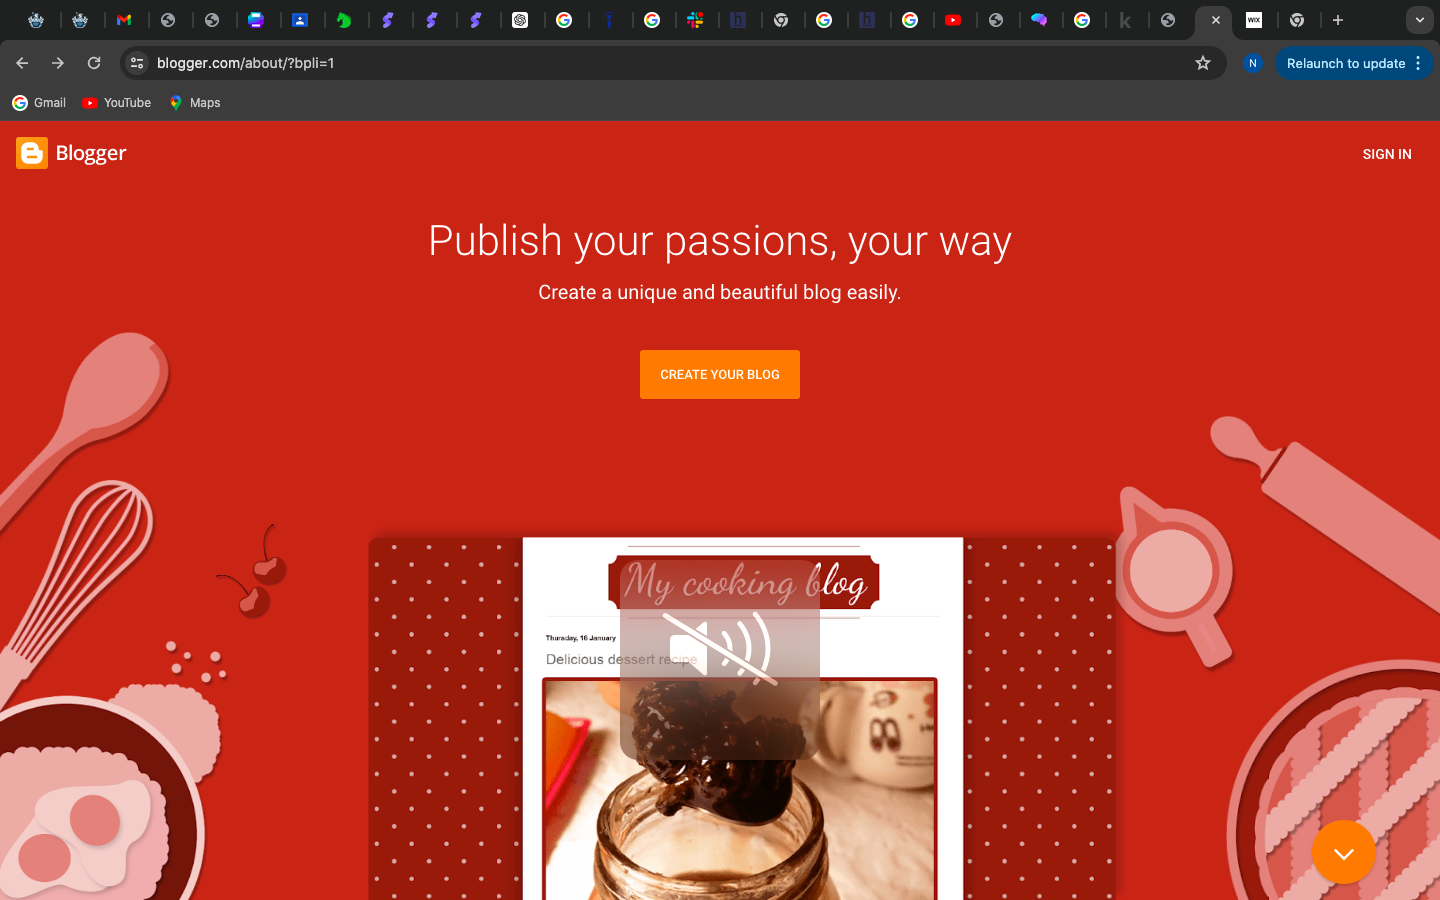 WIX
blogger.com/about/?bpli=1
N
Relaunch to update
Gmail
YouTube
Maps
Blogger
SIGN IN
Publish your passions, your way
Create a unique and beautiful blog easily.
CREATE YOUR BLOG
My cooking blog
Thursday, 16 January
Delicious dessert recipe